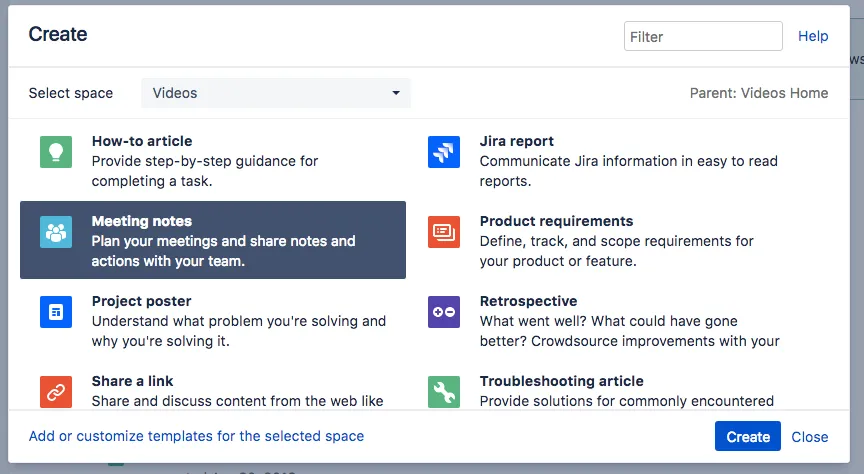 Create
Filter
Help
Select space
Videos
Parent: Videos Home
How-to article
Provide step-by-step guidance for
completing a task.
Jira report
Communicate Jira information in easy to read
reports.
Meeting notes
Plan your meetings and share notes and
actions with your team.
Product requirements
Define, track, and scope requirements for
your product or feature.
Project poster
Understand what problem you're solving and
why you're solving it.
Retrospective
What went well? What could have gone
better? Crowdsource improvements with your
Share a link
Share and discuss content from the web like
Troubleshooting article
Provide solutions for commonly encountered
Add or customize templates for the selected space
Create
Close